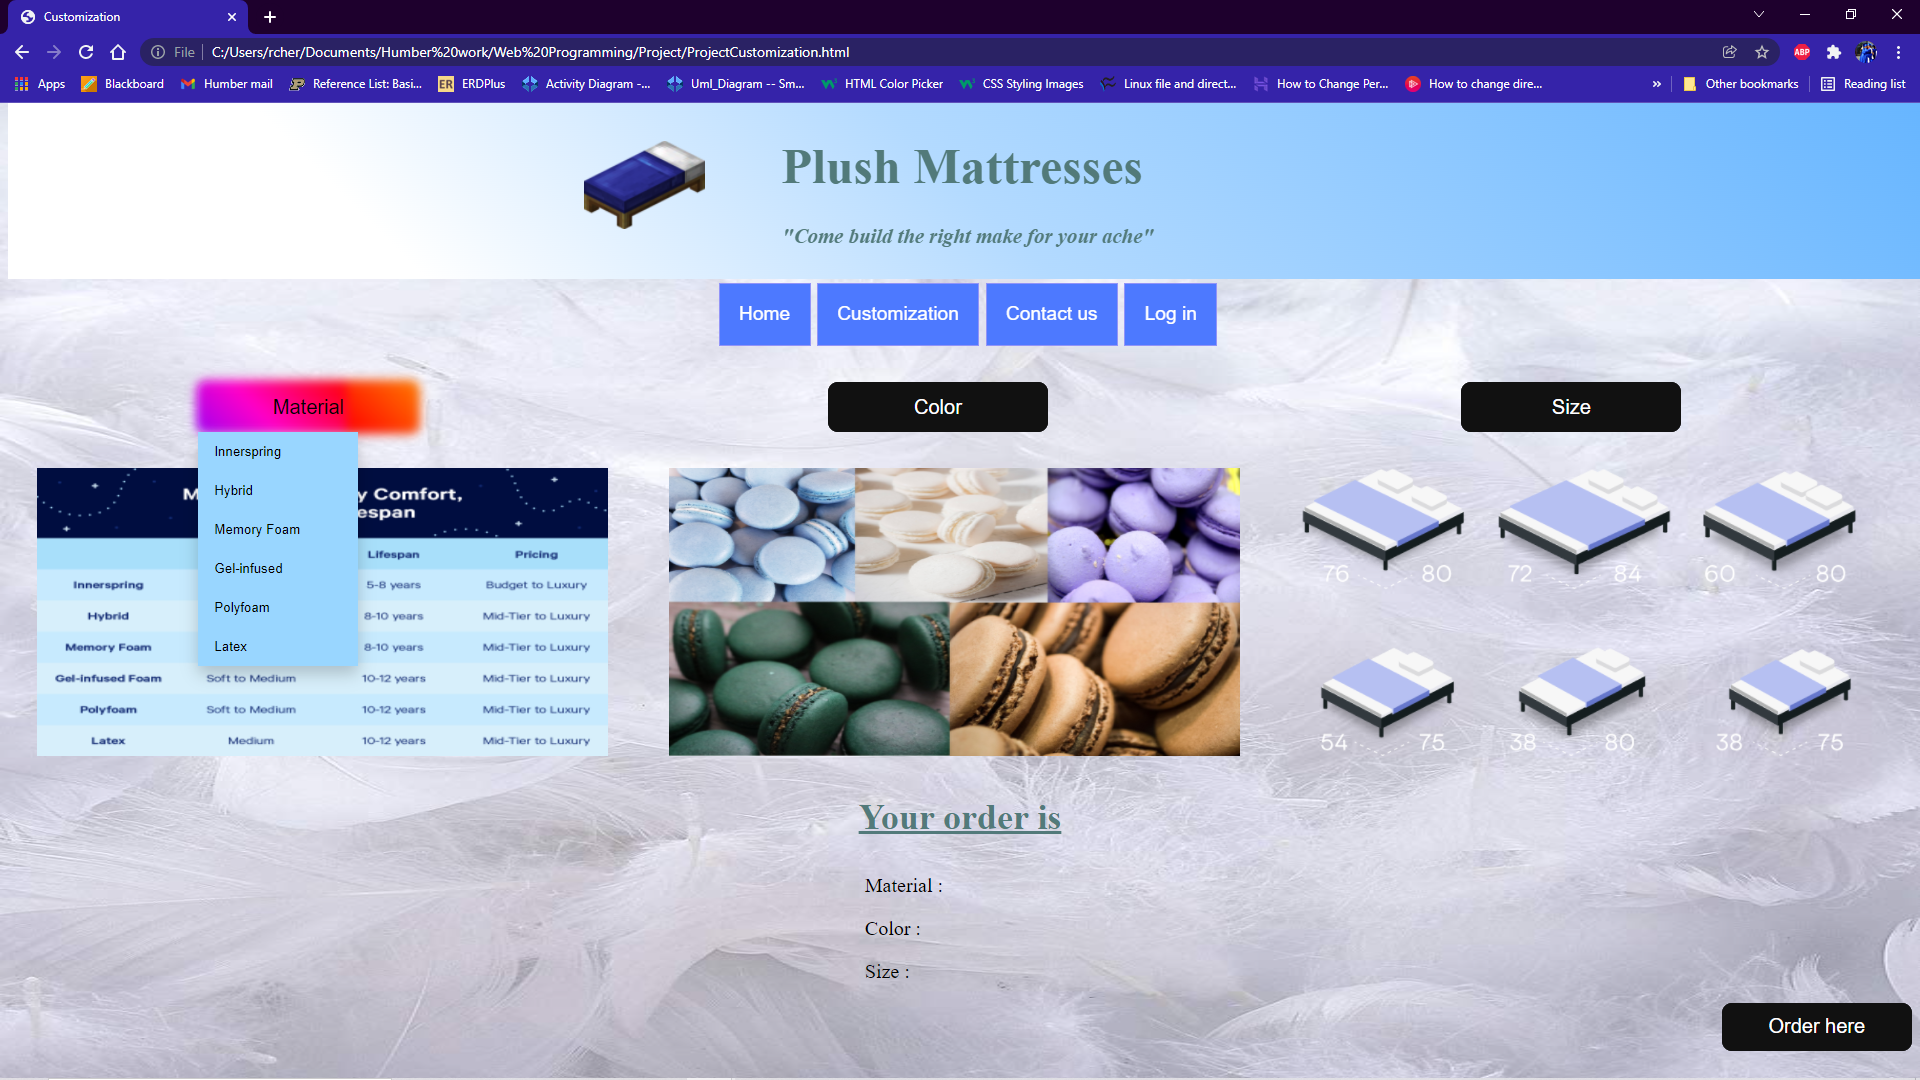 Customization
File
C:/Users/rcher/Documents/Humber%20work/Web%20Programming/Project/ProjectCustomization.html
ABP
Apps
Blackboard
Humber mail
Reference List: Basi...
ER ERDPlus
Activity Diagram -...
Uml_Diagram -- Sm...
HTML Color Picker
CSS Styling Images
Linux file and direct...
How to Change Per...
How to change dire...
»
Other bookmarks
Reading list
Plush Mattresses
"Come build the right make for your ache"
Home
Customization
Contact us
Log in
Material
Color
Size
Innerspring
Hybrid
Memory Foam
Gel-infused
Polyfoam
Latex
y Comfort,
espan
Lifespan Pricing
Innerspring 5-8 years Budget to Luxury
Hybrid 8-10 years Mid-Tier to Luxury
Memory Foam 8-10 years Mid-Tier to Luxury
Gel-infused Foam Soft to Medium 10-12 years Mid-Tier to Luxury
Polyfoam Soft to Medium 10-12 years Mid-Tier to Luxury
Latex Medium 10-12 years Mid-Tier to Luxury
76 80 72 84 60 80
54 75 38 80 38 75
Your order is
Material :
Color :
Size :
Order here